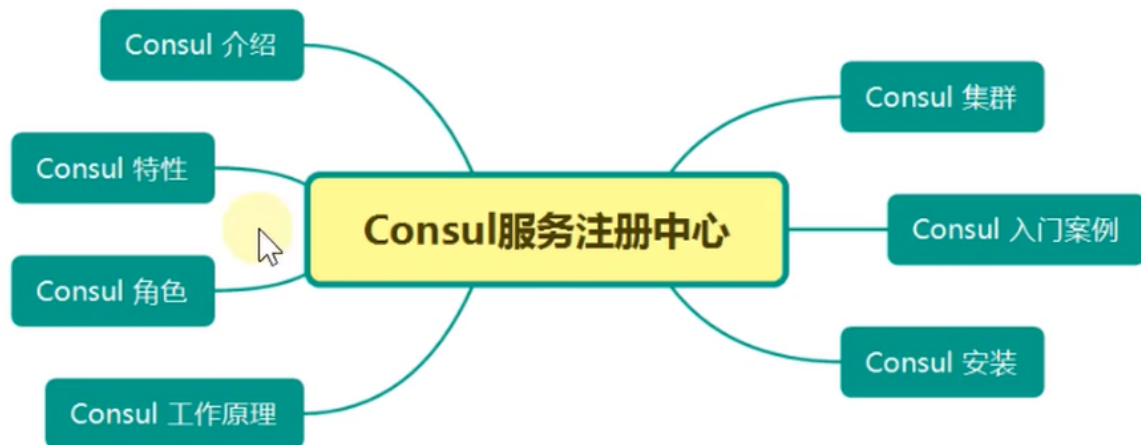 Consul 介绍
Consul 特性
Consul 角色
Consul 工作原理
Consul服务注册中心
Consul 集群
Consul 入门案例
Consul 安装